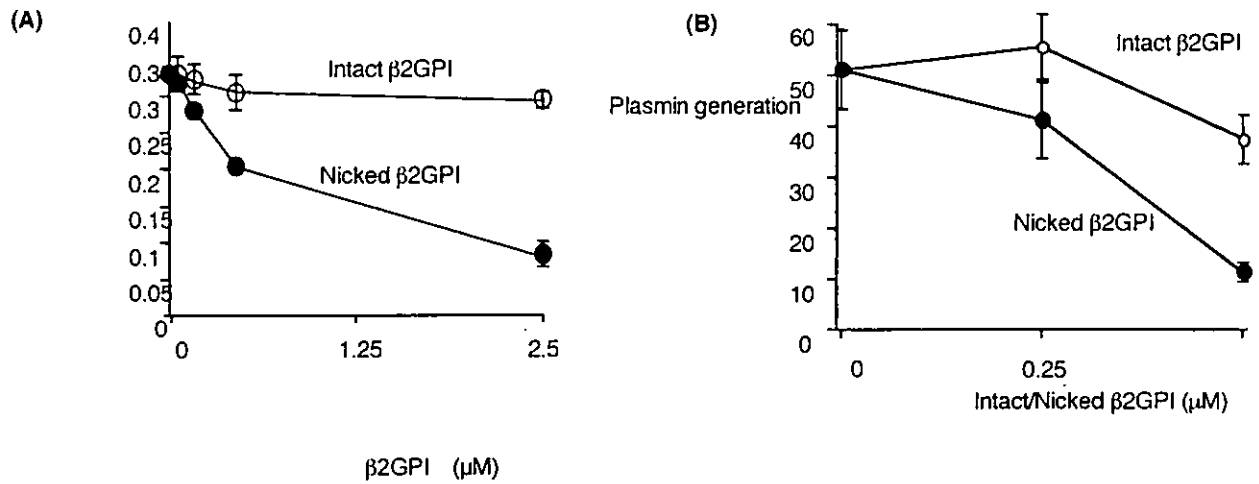 (A)
0.4
0.3
0.3
0.25
0.2
0.15
0.1
0.05
0
0
1.25
2.5
Intact β2GPI
Nicked β2GPI
β2GPI (μM)
(B)
60
50
40
30
20
10
0
0
0.25
Plasmin generation
Intact β2GPI
Nicked β2GPI
Intact/Nicked β2GPI (μM)